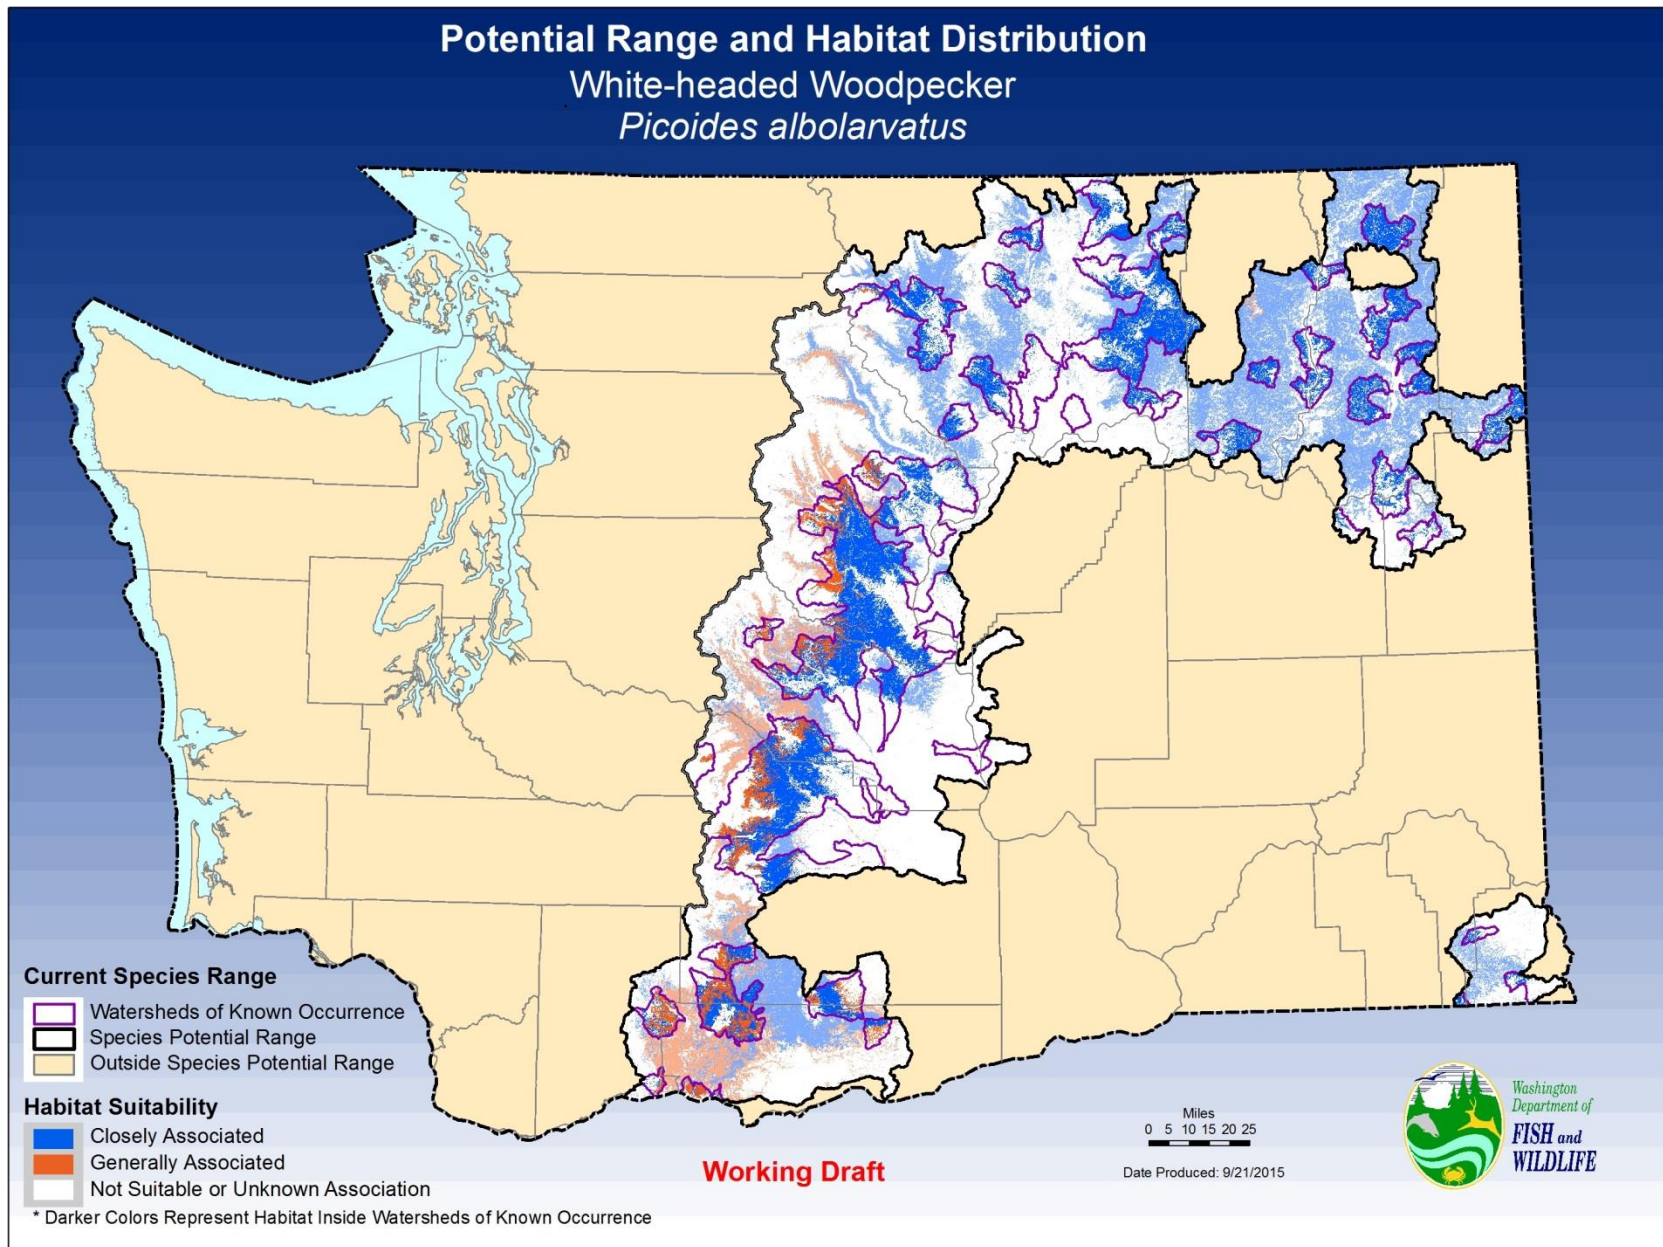 Potential Range and Habitat Distribution
White-headed Woodpecker
Picoides albolarvatus
Current Species Range
Watersheds of Known Occurrence
Species Potential Range
Outside Species Potential Range
Habitat Suitability
Closely Associated
Generally Associated
Not Suitable or Unknown Association
* Darker Colors Represent Habitat Inside Watersheds of Known Occurrence
Working Draft
Miles
0 5 10 15 20 25
Date Produced: 9/21/2015
Washington
Department of
FISH and
WILDLIFE